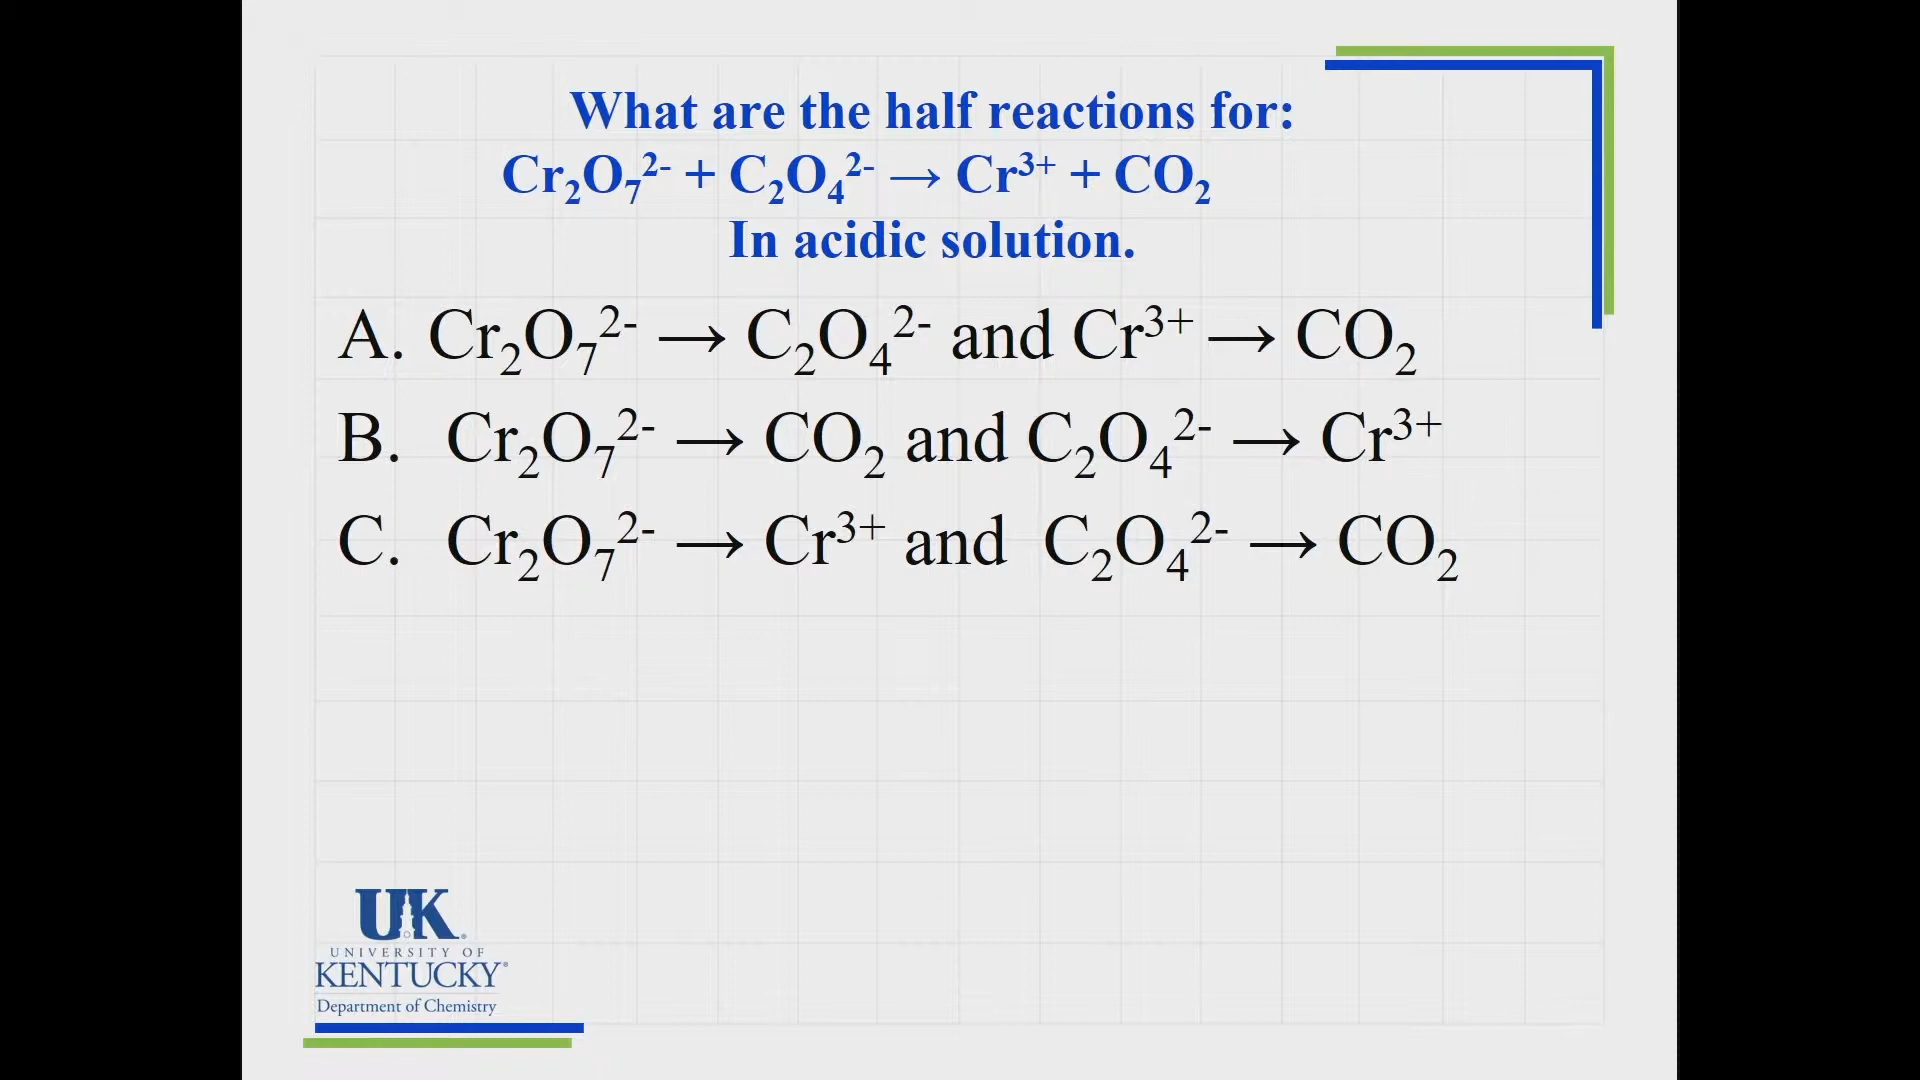 What are the half reactions for:
Cr₂O₇²⁻ + C₂O₄²⁻ → Cr³⁺ + CO₂
In acidic solution.
A. Cr₂O₇²⁻ → C₂O₄²⁻ and Cr³⁺ → CO₂
B. Cr₂O₇²⁻ → CO₂ and C₂O₄²⁻ → Cr³⁺
C. Cr₂O₇²⁻ → Cr³⁺ and C₂O₄²⁻ → CO₂
UK
UNIVERSITY OF
KENTUCKY®
Department of Chemistry